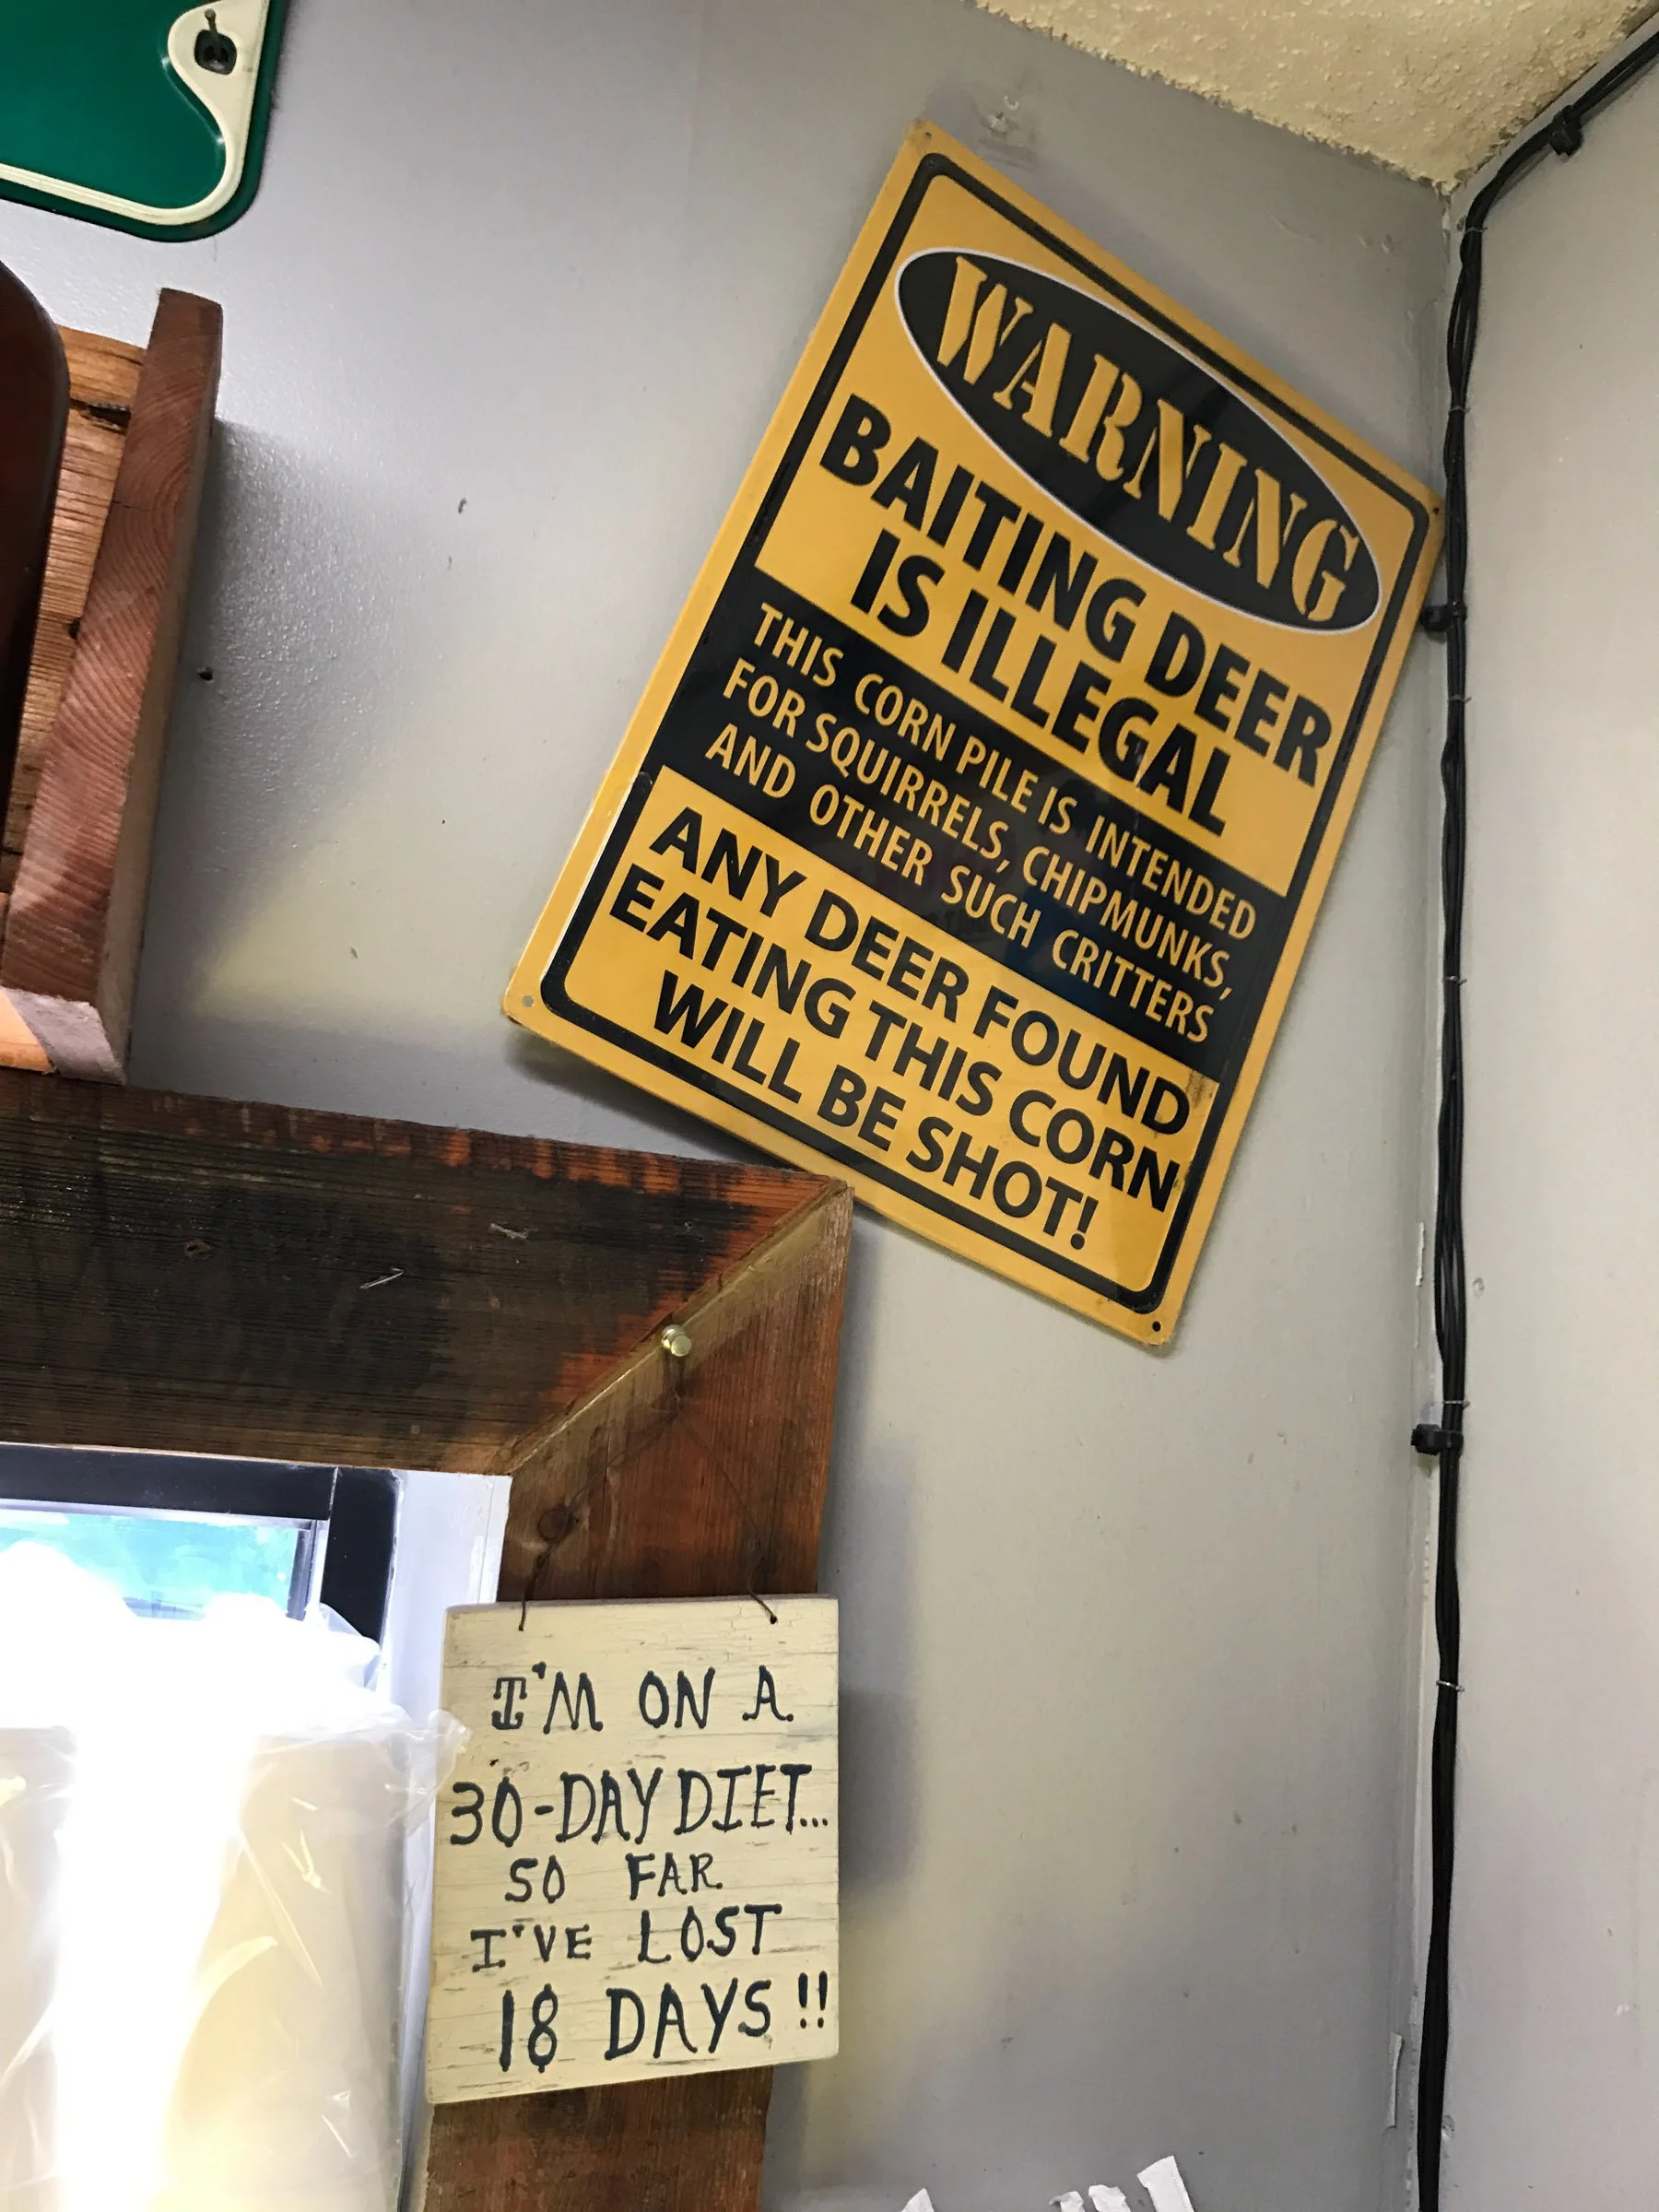 WARNING
BAITING DEER
IS ILLEGAL
THIS CORN PILE IS INTENDED
FOR SQUIRRELS, CHIPMUNKS,
AND OTHER SUCH CRITTERS
ANY DEER FOUND
EATING THIS CORN
WILL BE SHOT!
I'M ON A
30-DAY DIET...
SO FAR
I'VE LOST
18 DAYS!!